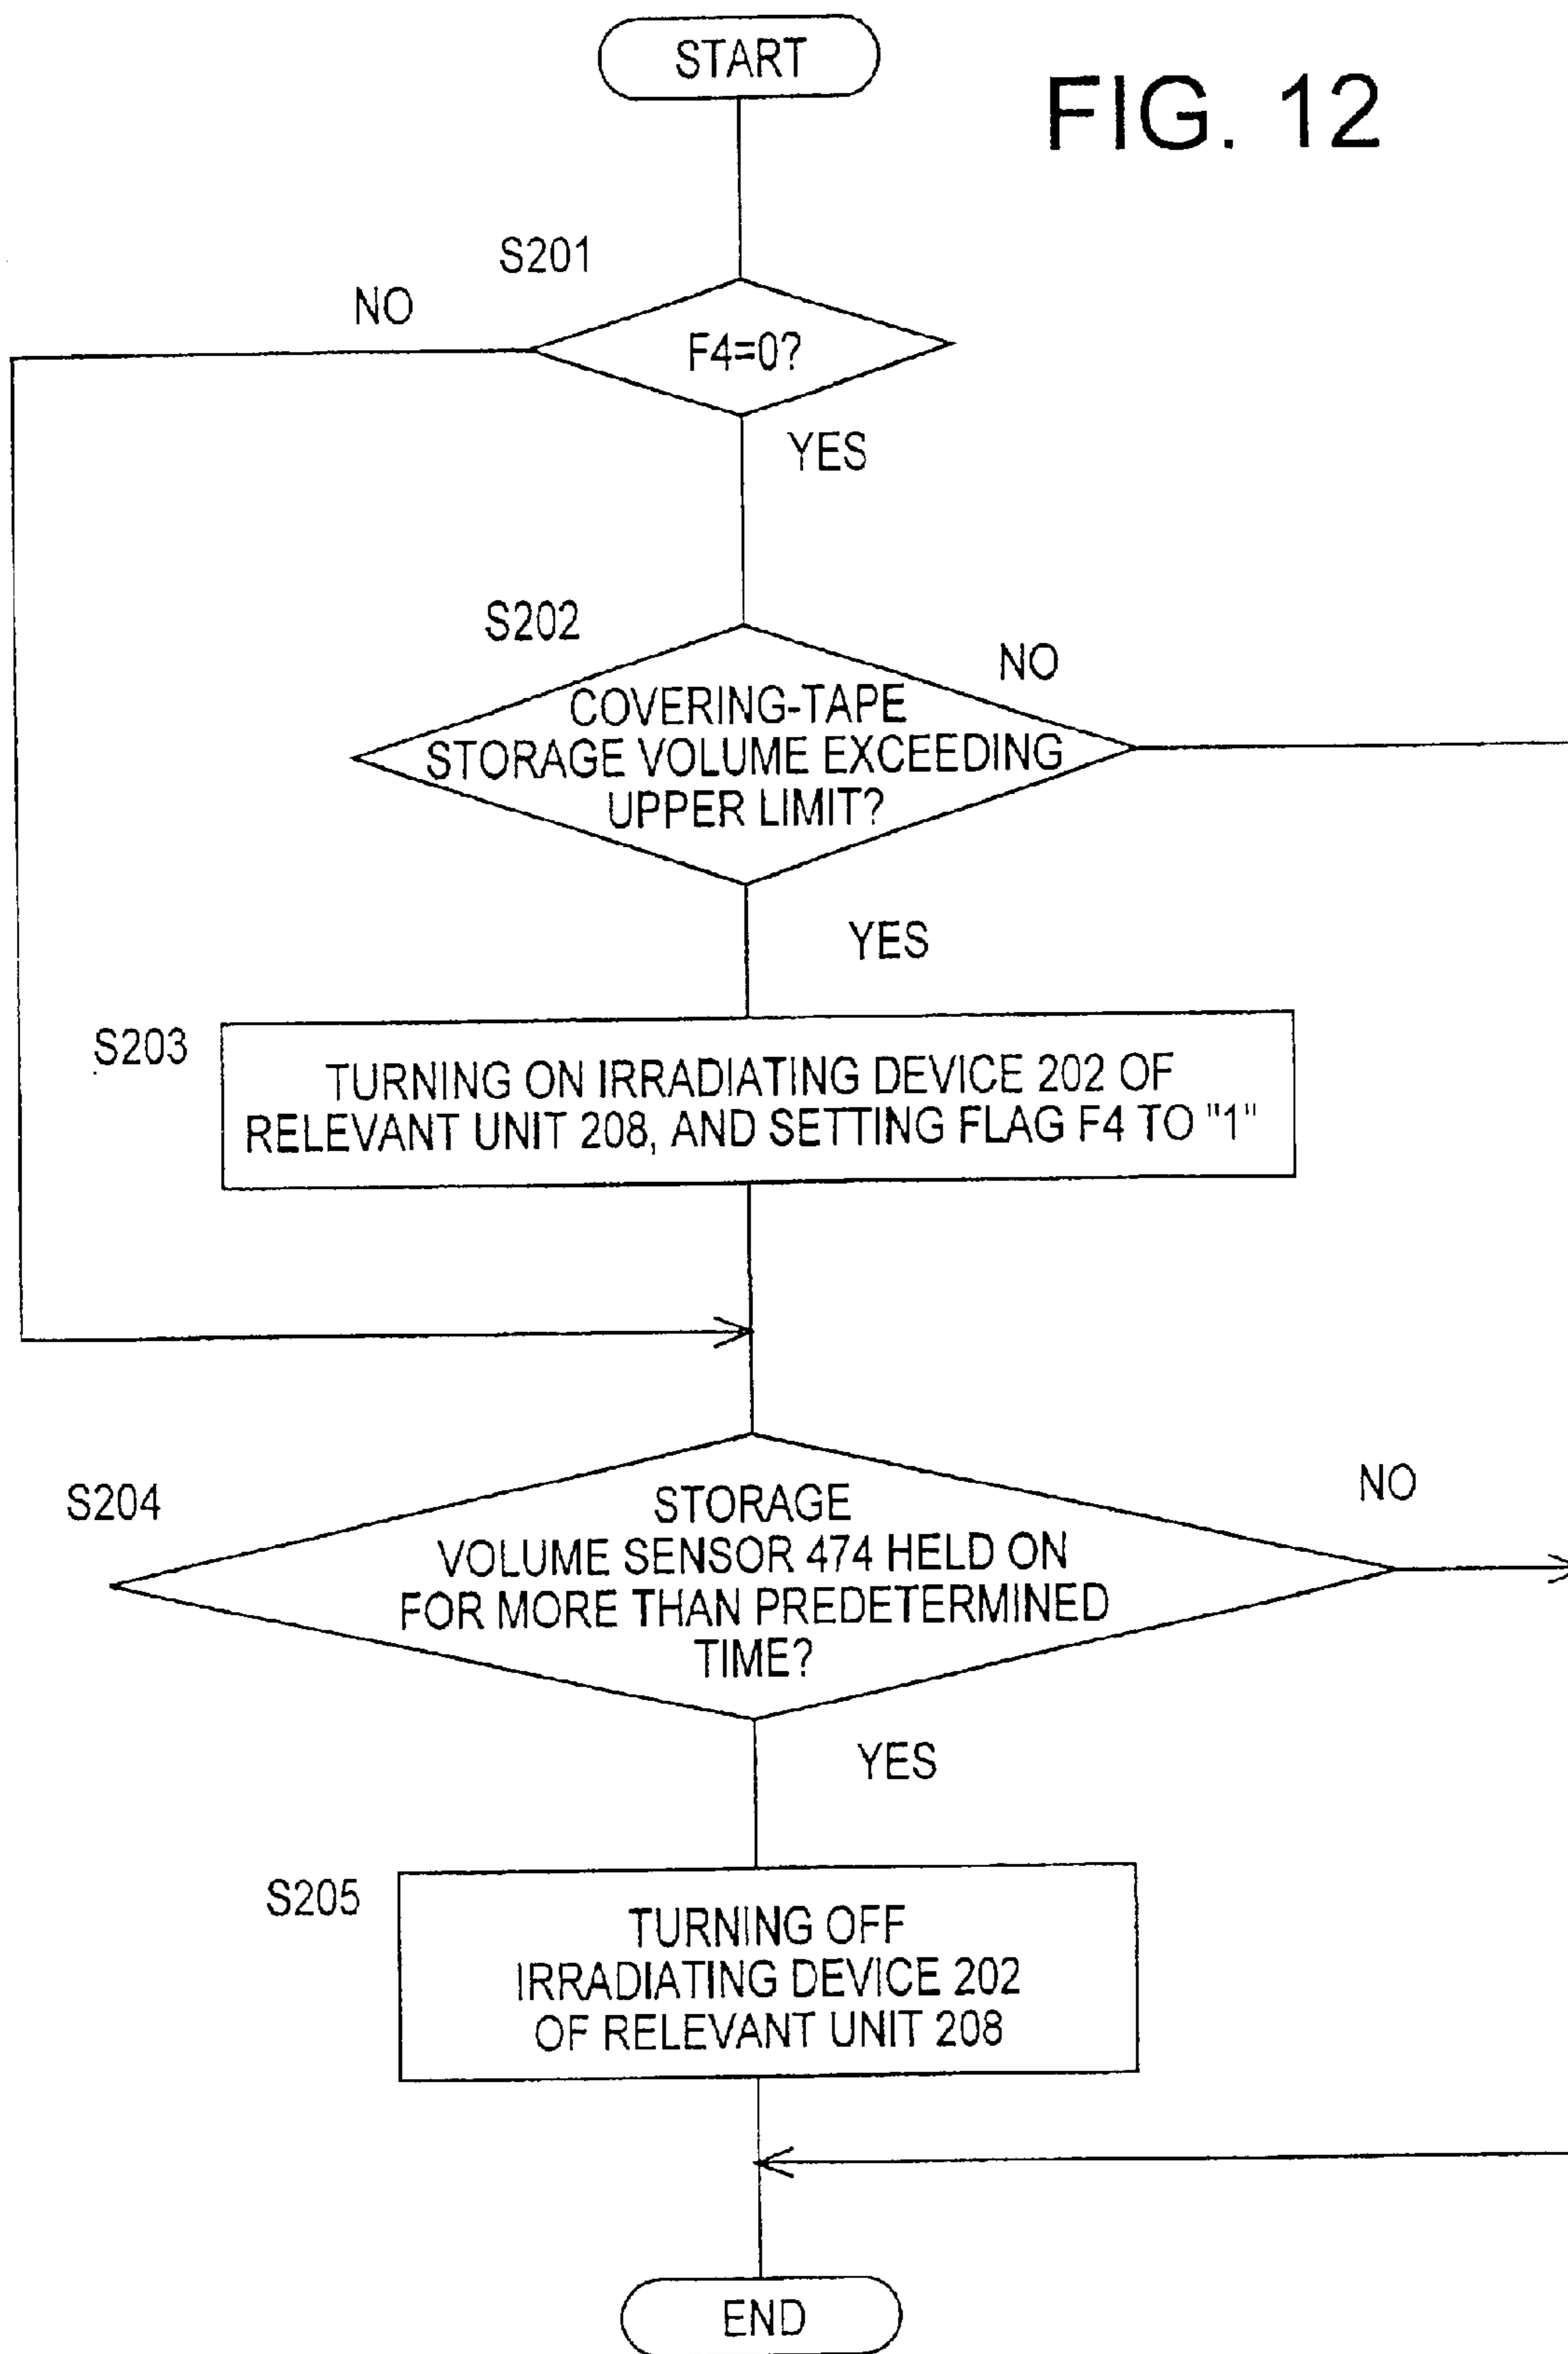 START
FIG. 12
S201
NO
F4=0?
YES
S202
NO
COVERING-TAPE
STORAGE VOLUME EXCEEDING
UPPER LIMIT?
YES
S203
TURNING ON IRRADIATING DEVICE 202 OF
RELEVANT UNIT 208, AND SETTING FLAG F4 TO "1"
S204
NO
STORAGE
VOLUME SENSOR 474 HELD ON
FOR MORE THAN PREDETERMINED
TIME?
YES
S205
TURNING OFF
IRRADIATING DEVICE 202
OF RELEVANT UNIT 208
END